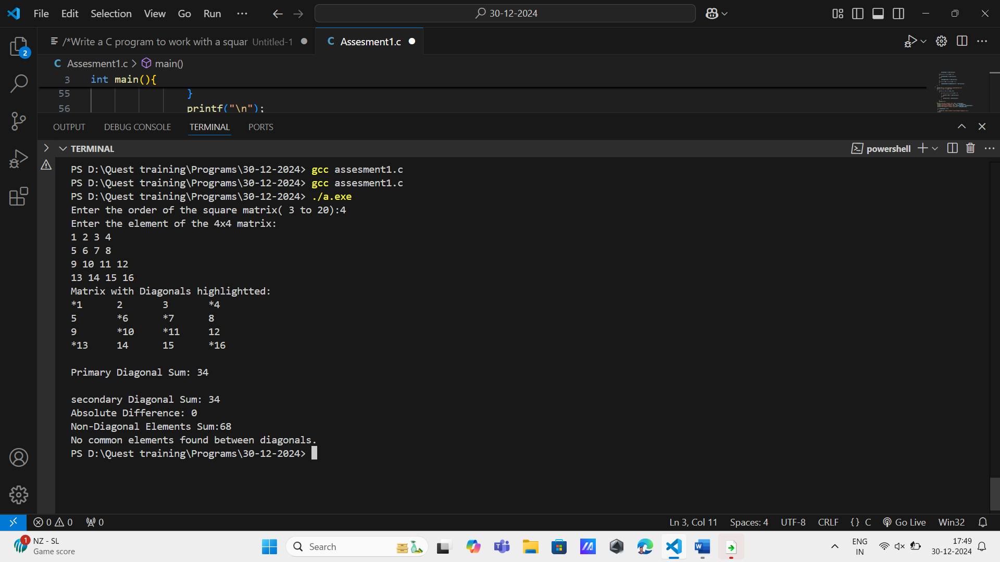 File Edit Selection View Go Run ··· 30-12-2024
/*Write a C program to work with a squar Untitled-1 C Assesment1.c
C Assesment1.c > main()
3 int main(){
55 }
56 printf("\n");
OUTPUT DEBUG CONSOLE TERMINAL PORTS
TERMINAL powershell
PS D:\Quest training\Programs\30-12-2024> gcc assesment1.c
PS D:\Quest training\Programs\30-12-2024> gcc assesment1.c
PS D:\Quest training\Programs\30-12-2024> ./a.exe
Enter the order of the square matrix( 3 to 20):4
Enter the element of the 4x4 matrix:
1 2 3 4
5 6 7 8
9 10 11 12
13 14 15 16
Matrix with Diagonals highlightted:
*1 2 3 *4
5 *6 *7 8
9 *10 *11 12
*13 14 15 *16
Primary Diagonal Sum: 34
secondary Diagonal Sum: 34
Absolute Difference: 0
Non-Diagonal Elements Sum:68
No common elements found between diagonals.
PS D:\Quest training\Programs\30-12-2024>
2
0 0 0 Ln 3, Col 11 Spaces: 4 UTF-8 CRLF {} C Go Live Win32
1 NZ - SL
Game score
Search
ENG
IN
17:49
30-12-2024